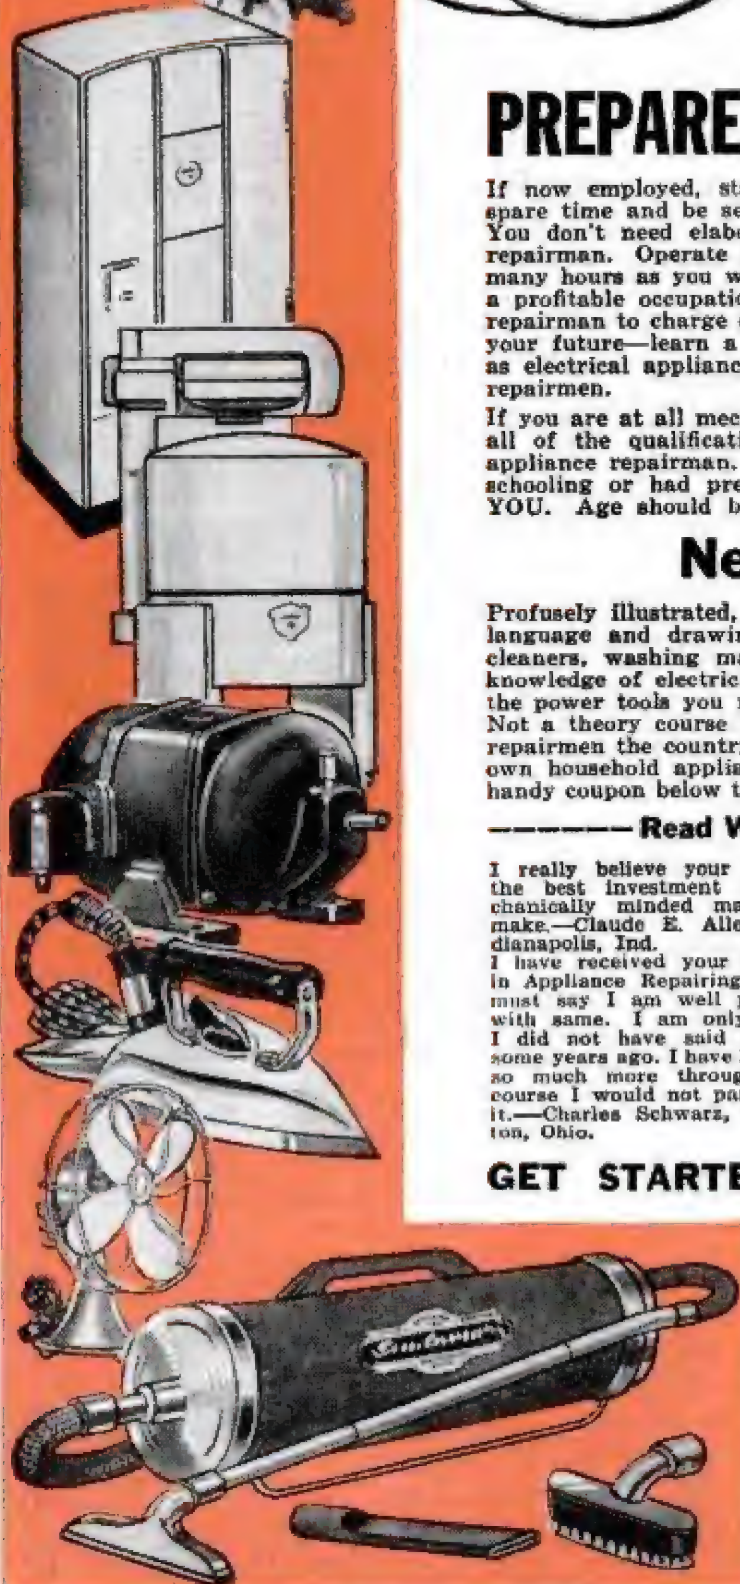 PREPARE
If now employed, st
spare time and be se
You don't need elab
repairman. Operate
many hours as you w
a profitable occupati
repairman to charge
your future—learn a
as electrical applianc
repairmen.
If you are at all mec
all of the qualificati
appliance repairman.
schooling or had pre
YOU. Age should b
Ne
Profusely illustrated,
language and drawi
cleaners, washing ma
knowledge of electric
the power tools you
Not a theory course
repairmen the countr
own household applia
handy coupon below t
------Read W
I really believe your
the best investment
chanically minded ma
make.—Claude E. Alle
dianapolis, Ind.
I have received your
in Appliance Repairing
must say I am well
with same. I am only
I did not have said
some years ago. I have
so much more throug
course I would not pa
it.—Charles Schwarz,
ton, Ohio.
GET STARTE